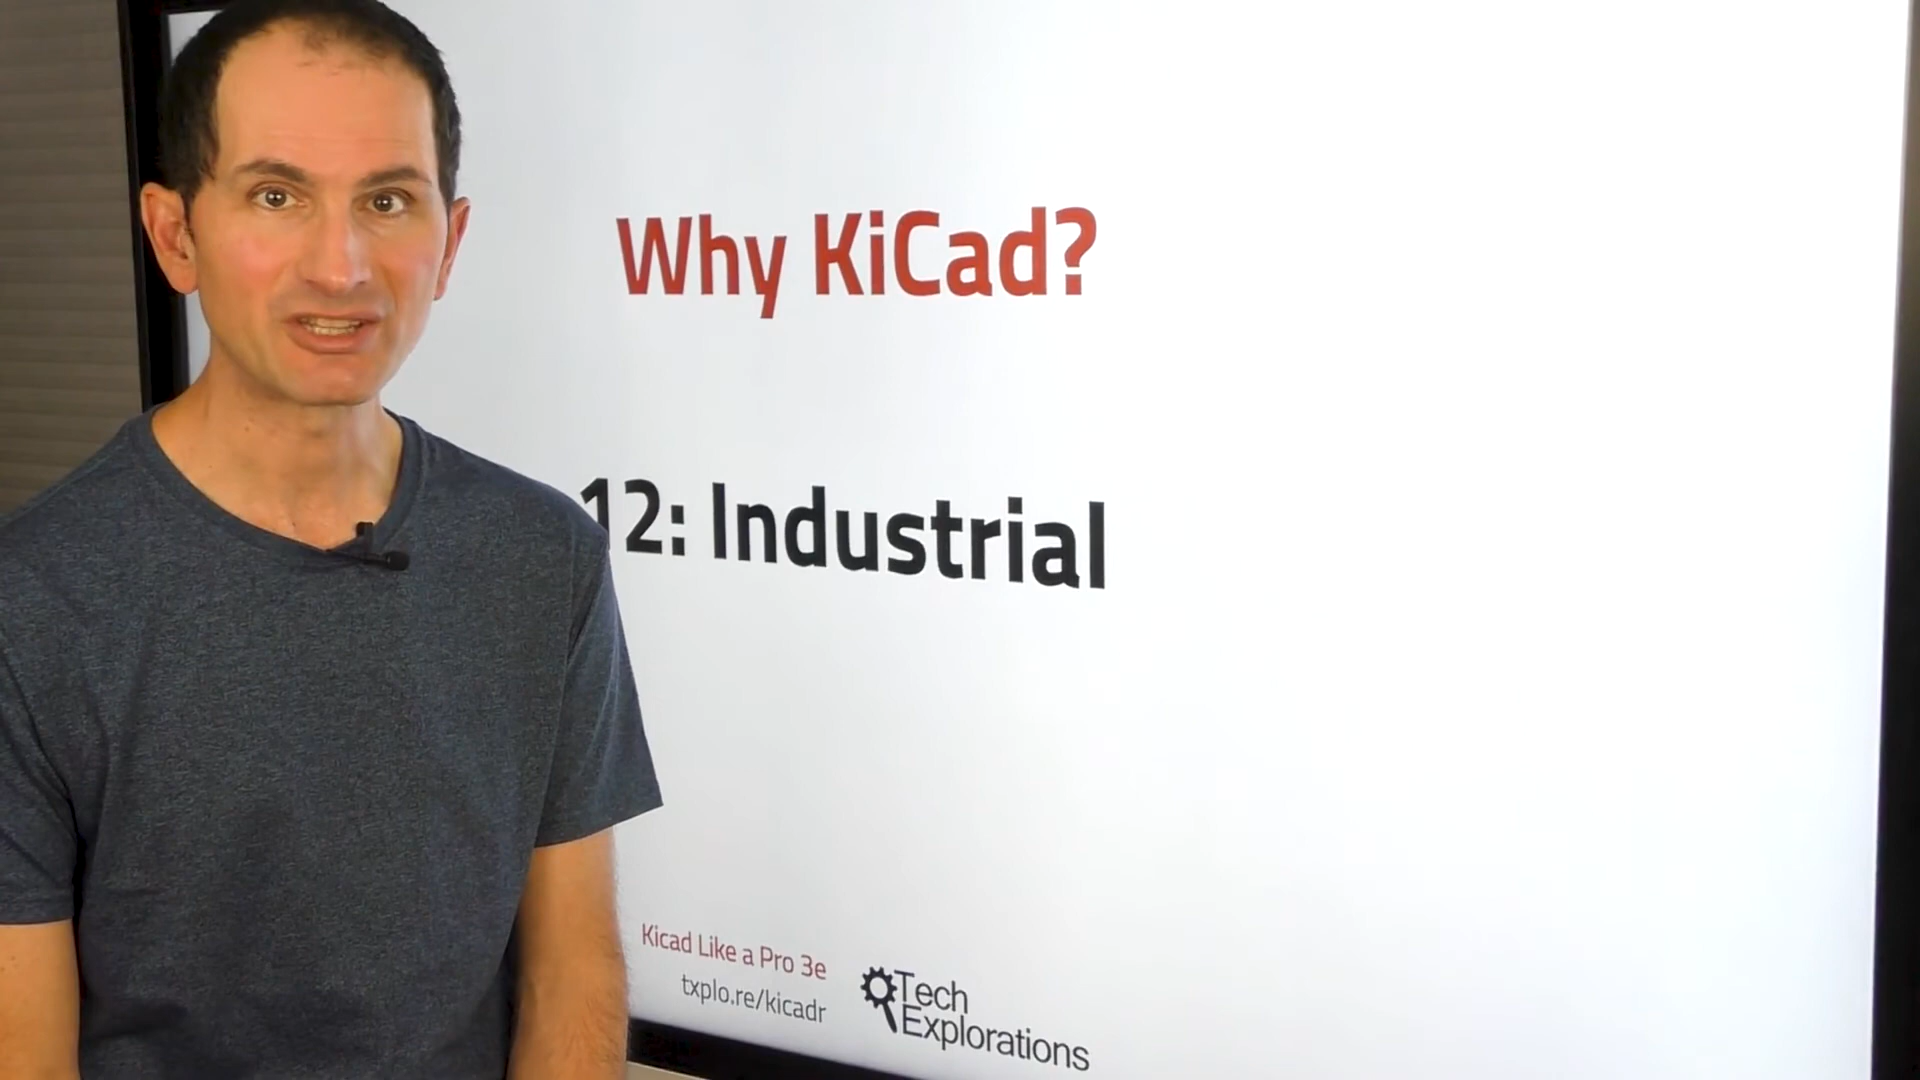 Why KiCad?
12: Industrial
Kicad Like a Pro 3e
txplo.re/kicadr
Tech
Explorations